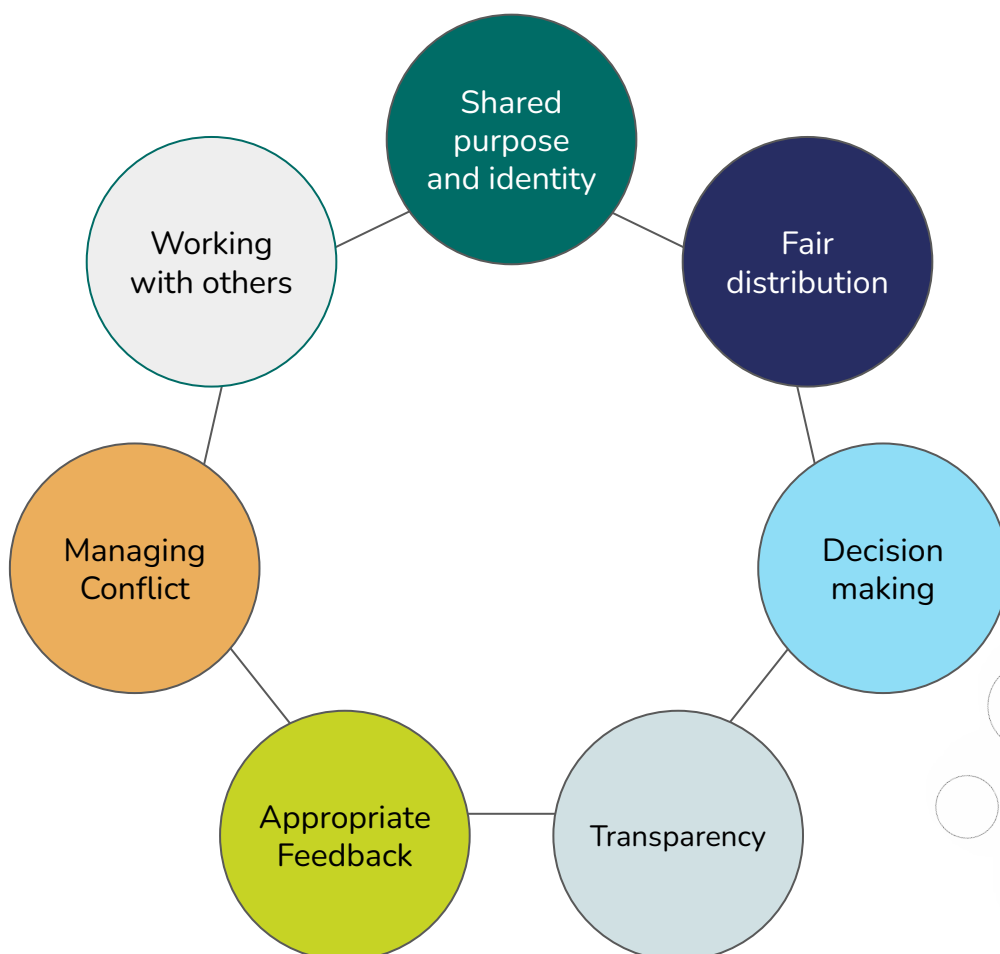 Shared
purpose
and identity
Fair
distribution
Decision
making
Transparency
Appropriate
Feedback
Managing
Conflict
Working
with others